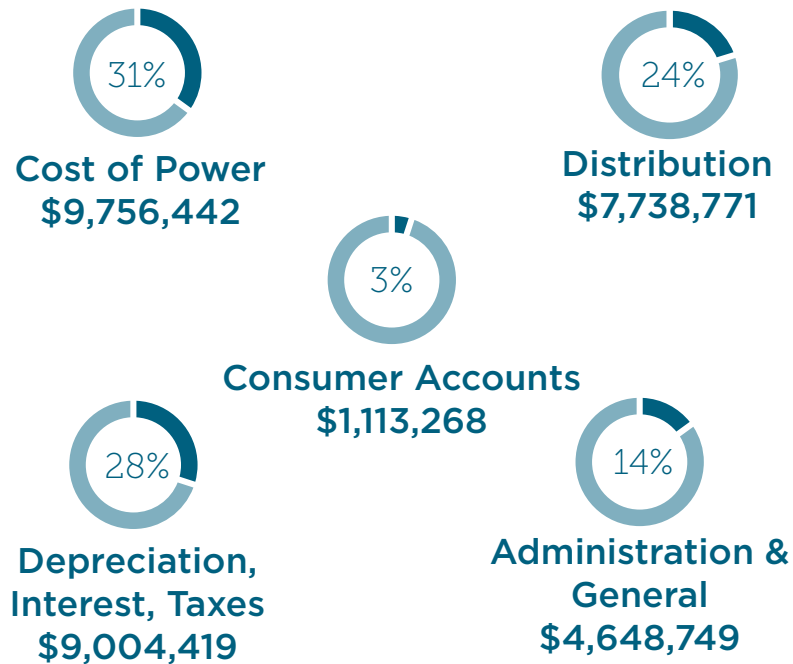 31%
Cost of Power
$9,756,442
24%
Distribution
$7,738,771
3%
Consumer Accounts
$1,113,268
28%
Depreciation,
Interest, Taxes
$9,004,419
14%
Administration &
General
$4,648,749